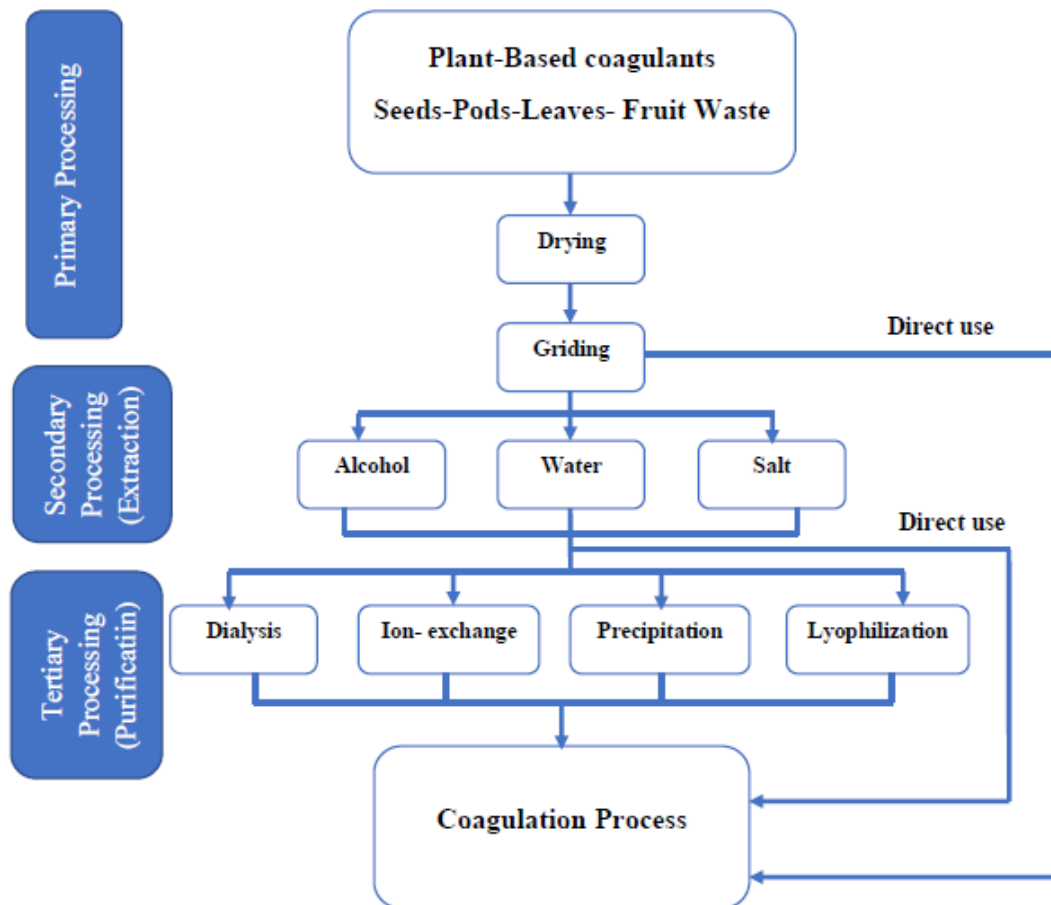 Primary Processing
Plant-Based coagulants
Seeds-Pods-Leaves- Fruit Waste
Drying
Griding
Direct use
Secondary
Processing
(Extraction)
Alcohol
Water
Salt
Direct use
Tertiary
Processing
(Purificatiin)
Dialysis
Ion- exchange
Precipitation
Lyophilization
Coagulation Process